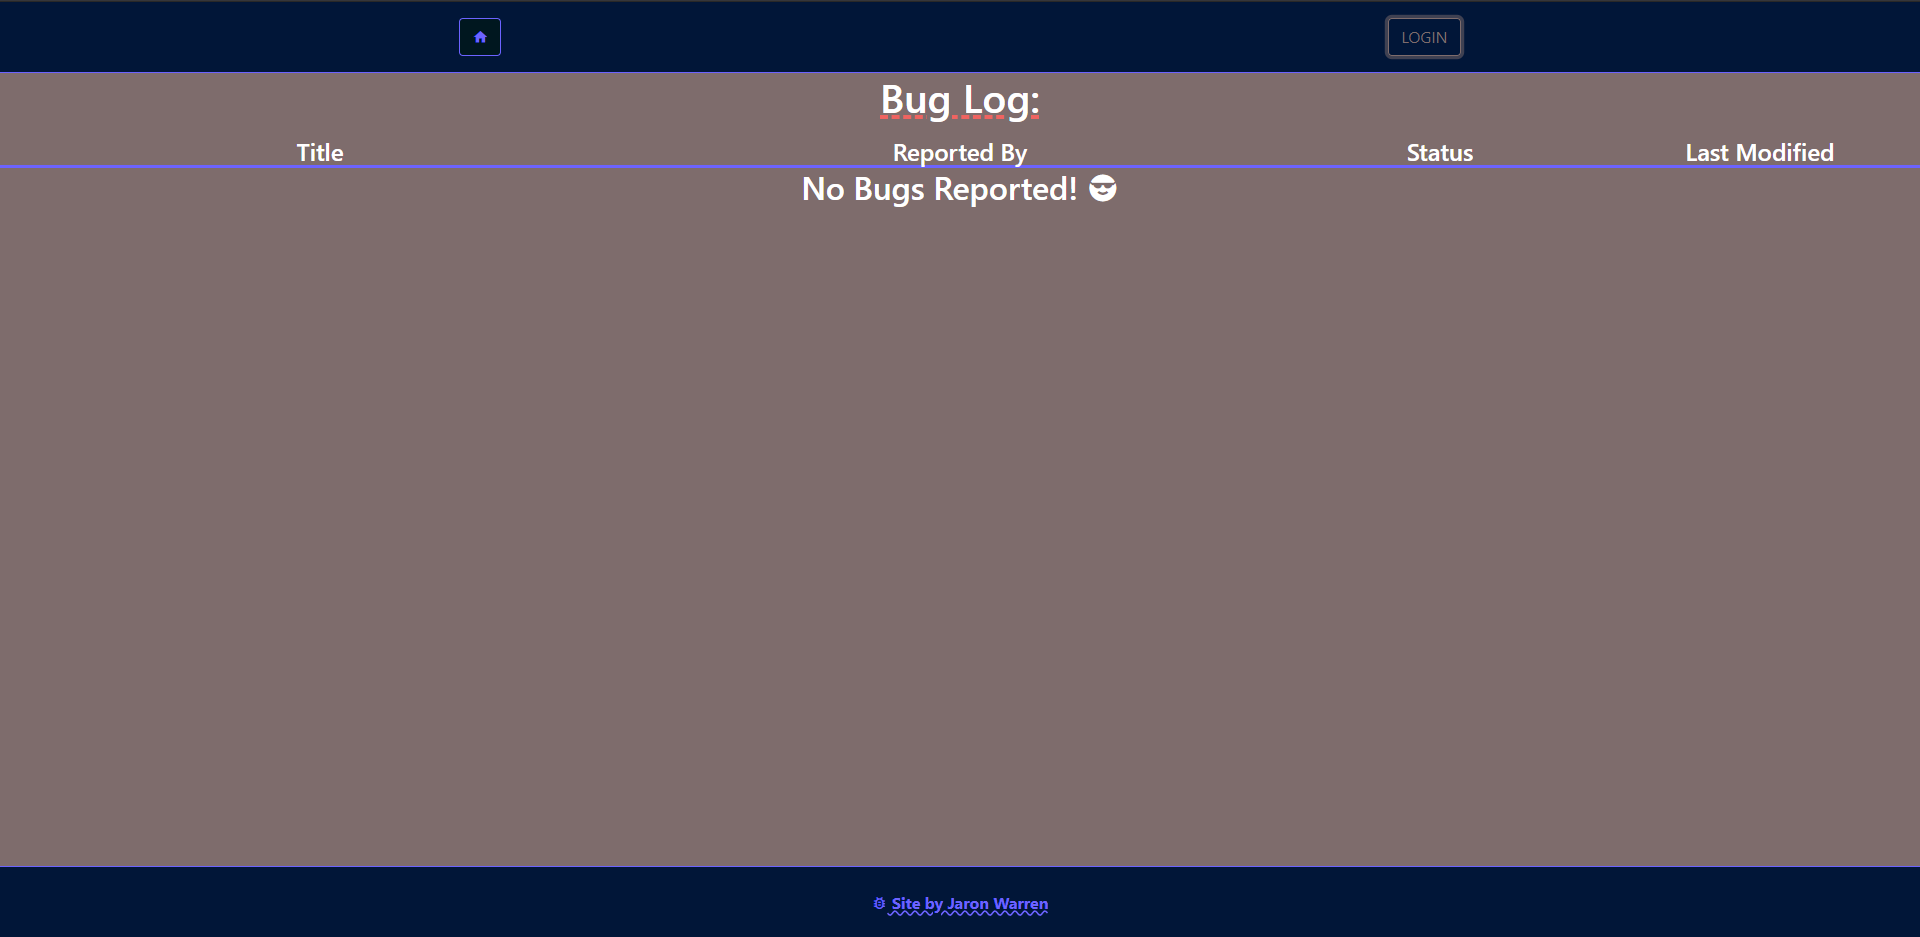 LOGIN
Bug Log:
Title Reported By Status Last Modified
No Bugs Reported! 😎
Site by Jaron Warren